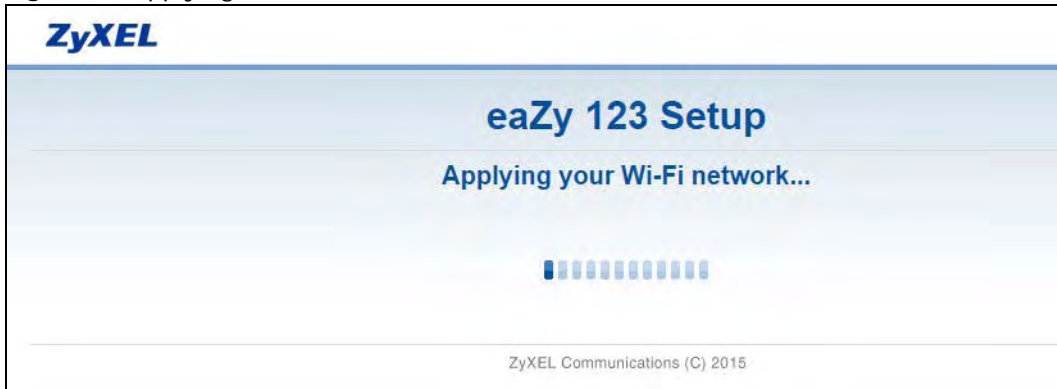 ZyXEL
eaZy 123 Setup
Applying your Wi-Fi network...
ZyXEL Communications (C) 2015